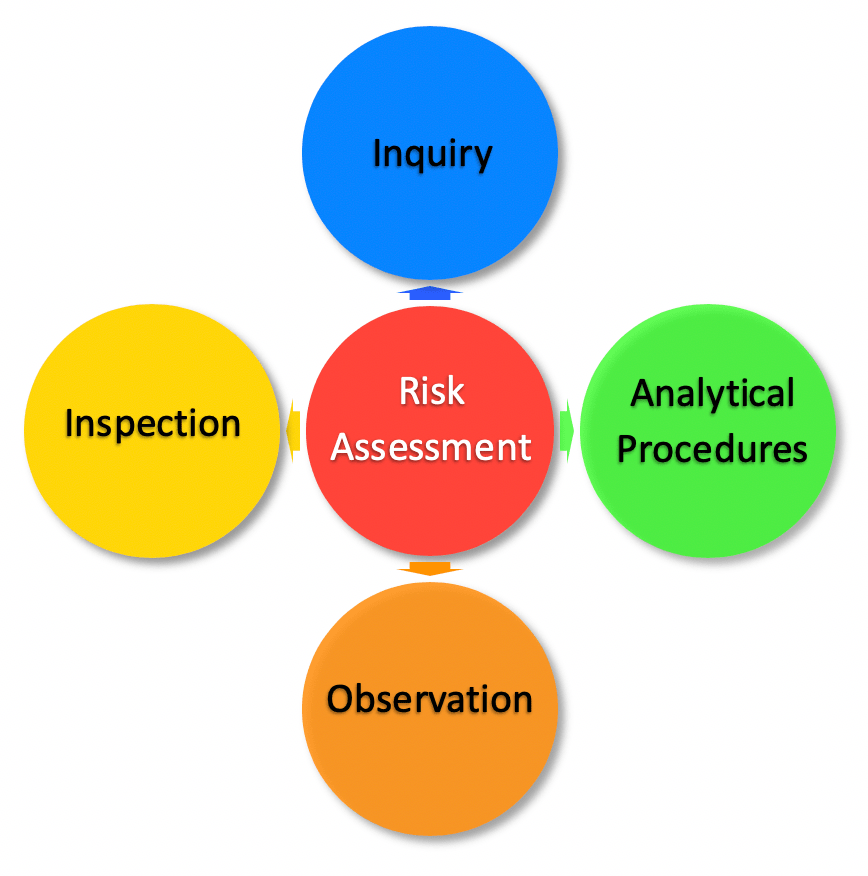 Inquiry
Inspection
Risk
Assessment
Analytical
Procedures
Observation